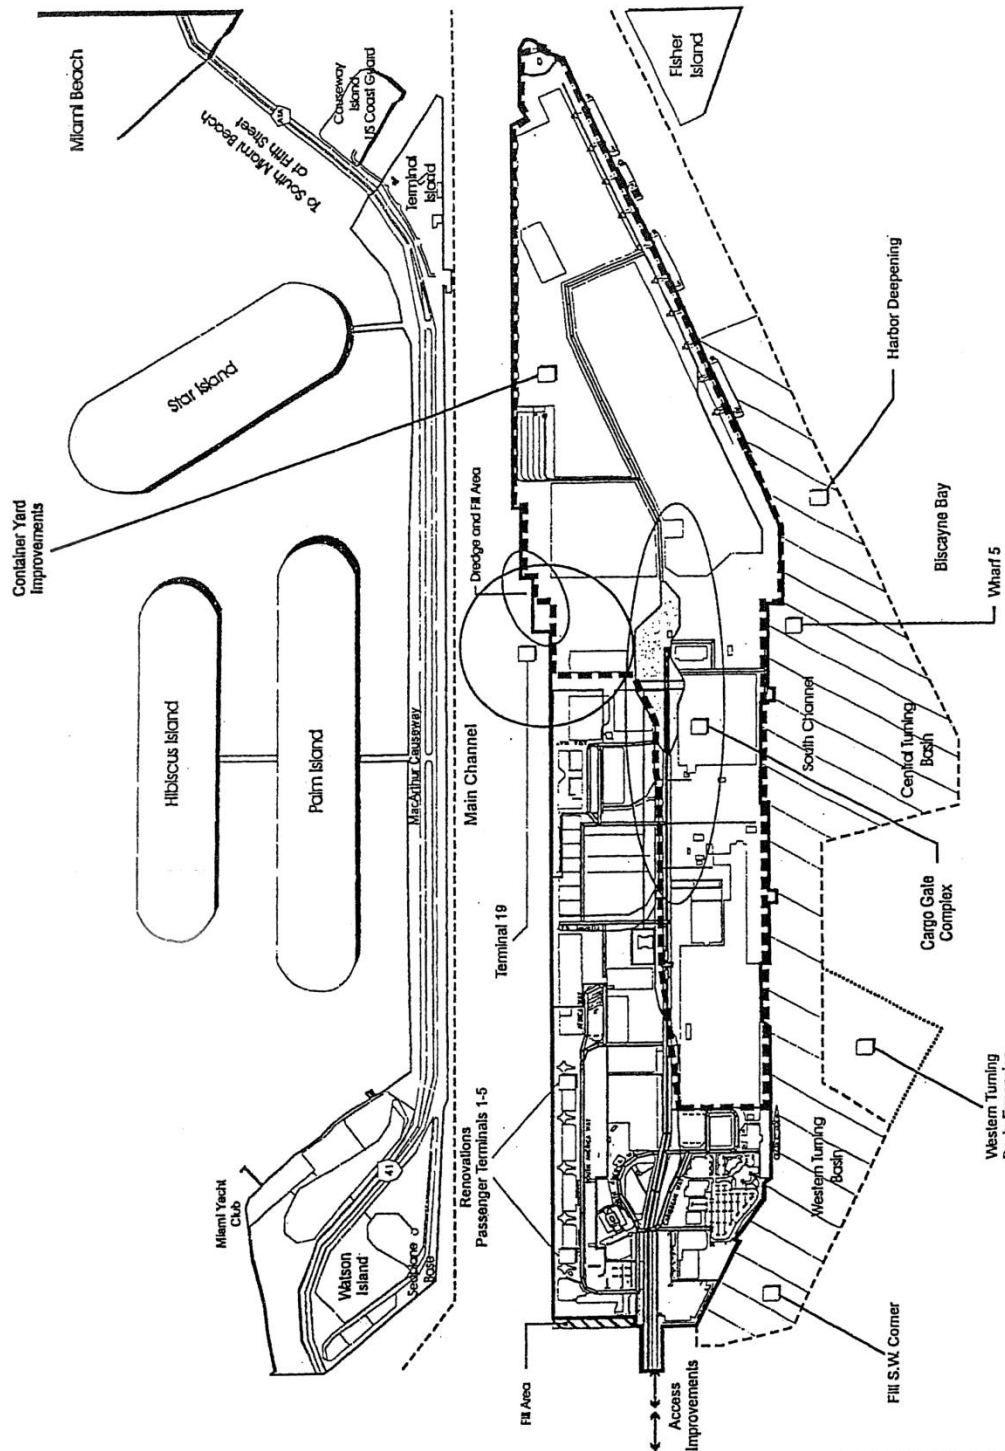 Miami Beach
To South Miami Beach
at Fifth Street
A1A
Causeway
Island
US Coast Guard
Terminal
Island
Fisher
Island
Star Island
Container Yard
Improvements
Hibiscus Island
Palm Island
MacArthur Causeway
Main Channel
Dredge and Fill Area
Terminal 19
Harbor Deepening
Biscayne Bay
Wharf 5
South Channel
Central Turning
Basin
Cargo Gate
Complex
Miami Yacht
Club
41
Watson
Island
Seaplane
Base
Renovations
Passenger Terminals 1-5
Western Turning
Basin
Western Turning
Fill S.W. Corner
Fill Area
Access
Improvements